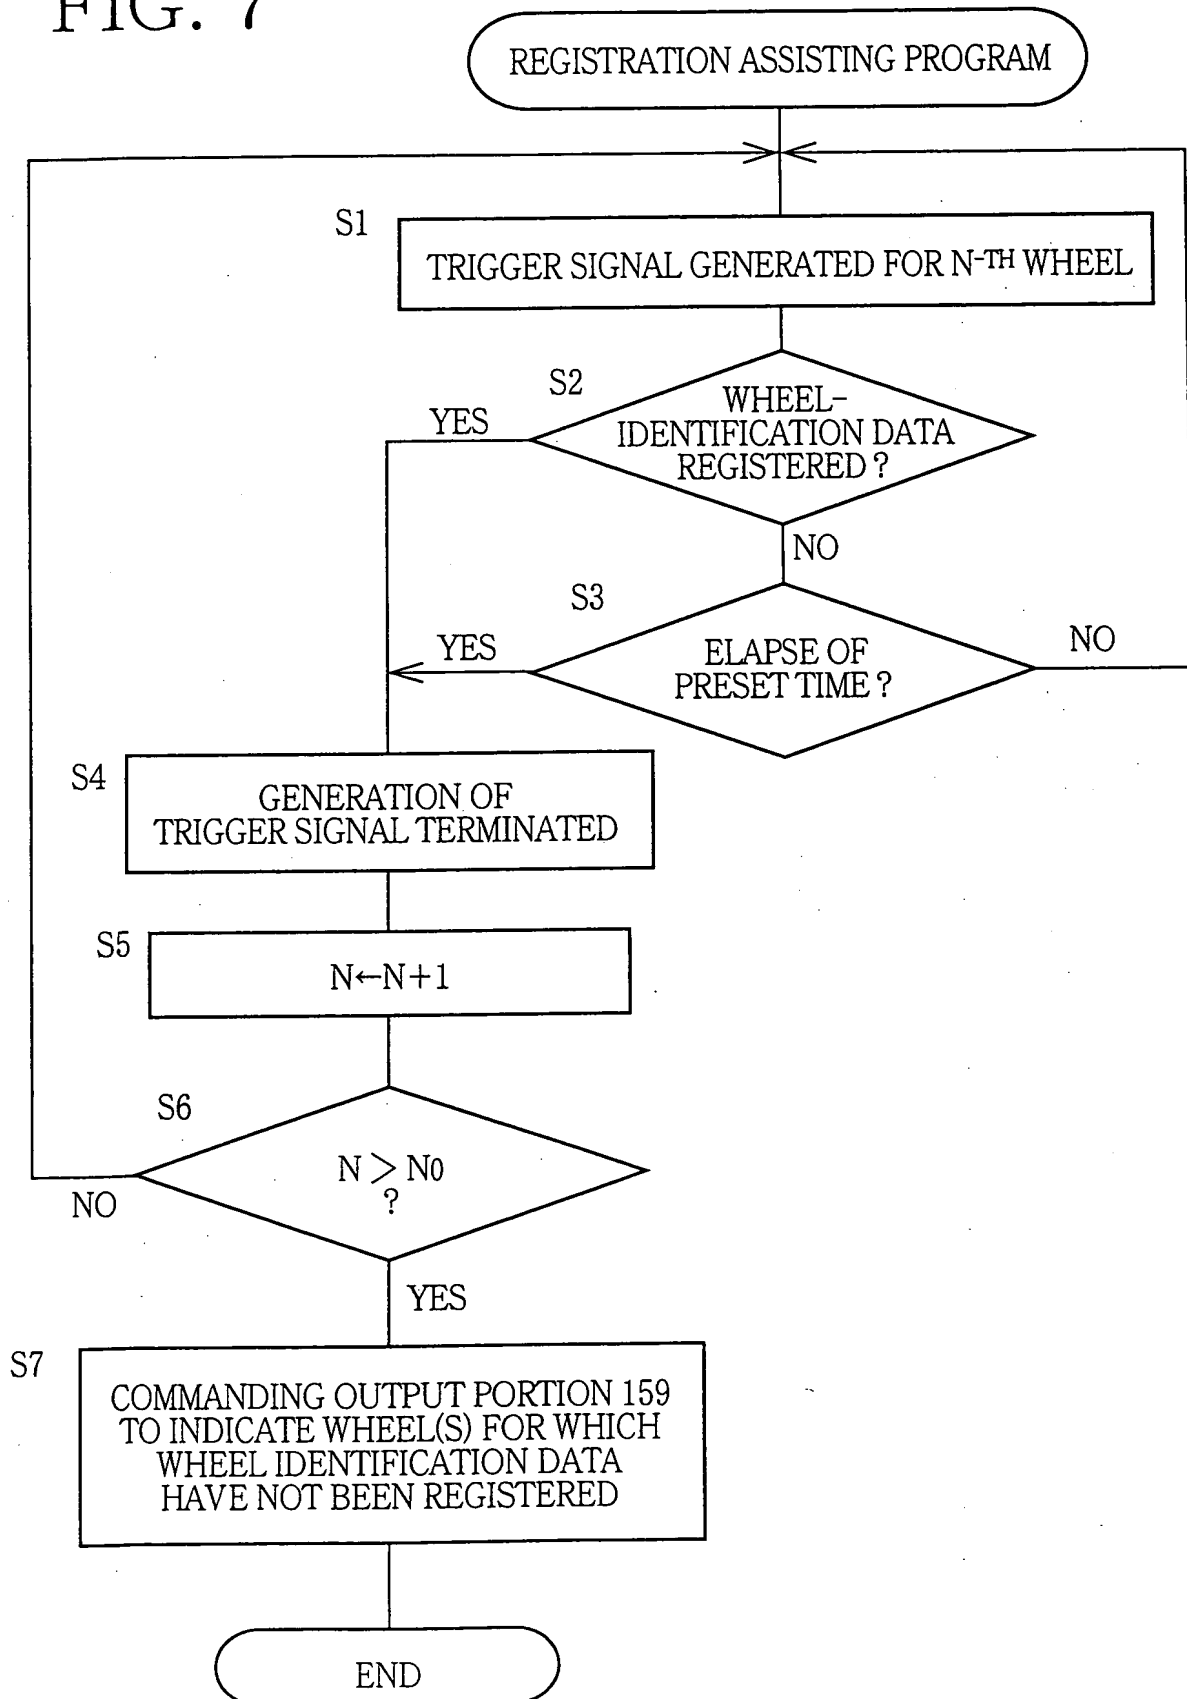 FIG. 7
REGISTRATION ASSISTING PROGRAM
S1
TRIGGER SIGNAL GENERATED FOR N-TH WHEEL
S2
WHEEL-
IDENTIFICATION DATA
REGISTERED ?
YES
NO
S3
ELAPSE OF
PRESET TIME ?
YES
NO
S4
GENERATION OF
TRIGGER SIGNAL TERMINATED
S5
N←N+1
S6
N > N0
?
NO
YES
S7
COMMANDING OUTPUT PORTION 159
TO INDICATE WHEEL(S) FOR WHICH
WHEEL IDENTIFICATION DATA
HAVE NOT BEEN REGISTERED
END